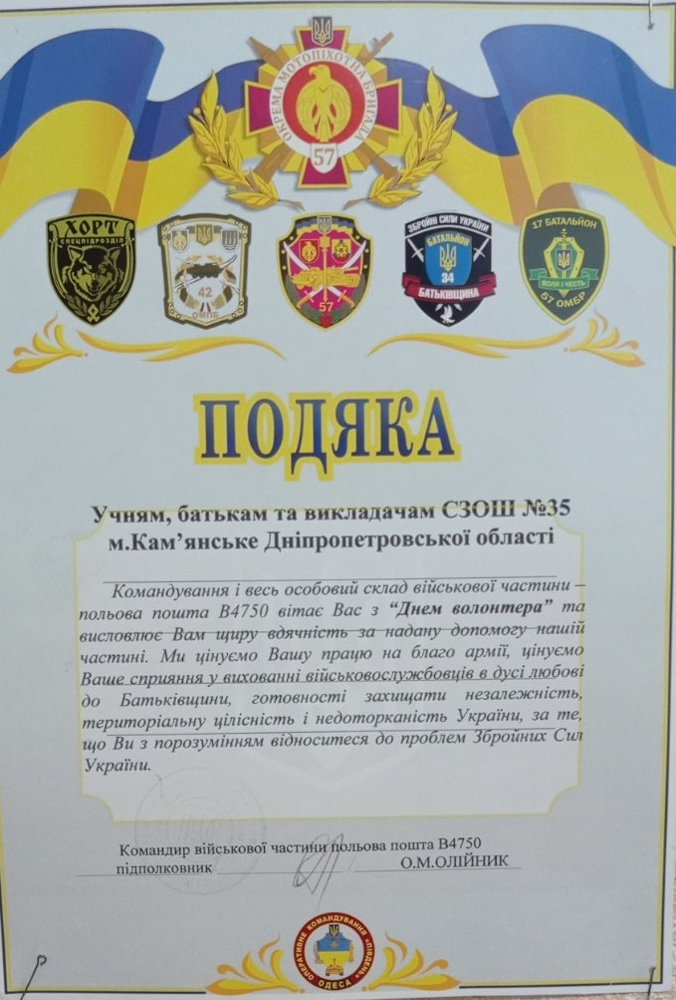 ОКРЕМА МОТОПІХОТНА БРИГАДА
57
ХОРТ
СПЕЦПІДРОЗДІЛ
42
ОМПБ
57
ЗБРОЙНІ СИЛИ УКРАЇНИ
БАТАЛЬЙОН
34
БАТЬКІВЩИНА
17 БАТАЛЬЙОН
ВОЛЯ І ЧЕСТЬ
57 ОМБР
ПОДЯКА
Учням, батькам та викладачам СЗОШ №35
м.Кам’янське Дніпропетровської області
Командування і весь особовий склад військової частини –
польова пошта В4750 вітає Вас з “Днем волонтера” та
висловлює Вам щиру вдячність за надану допомогу нашій
частині. Ми цінуємо Вашу працю на благо армії, цінуємо
Ваше сприяння у вихованні військовослужбовців в дусі любові
до Батьківщини, готовності захищати незалежність,
територіальну цілісність і недоторканість України, за те,
що Ви з порозумінням відноситеся до проблем Збройних Сил
України.
Командир військової частини польова пошта В4750
підполковник О.М.ОЛІЙНИК
ОПЕРАТИВНЕ КОМАНДУВАННЯ «ПІВДЕНЬ»
ОДЕСА